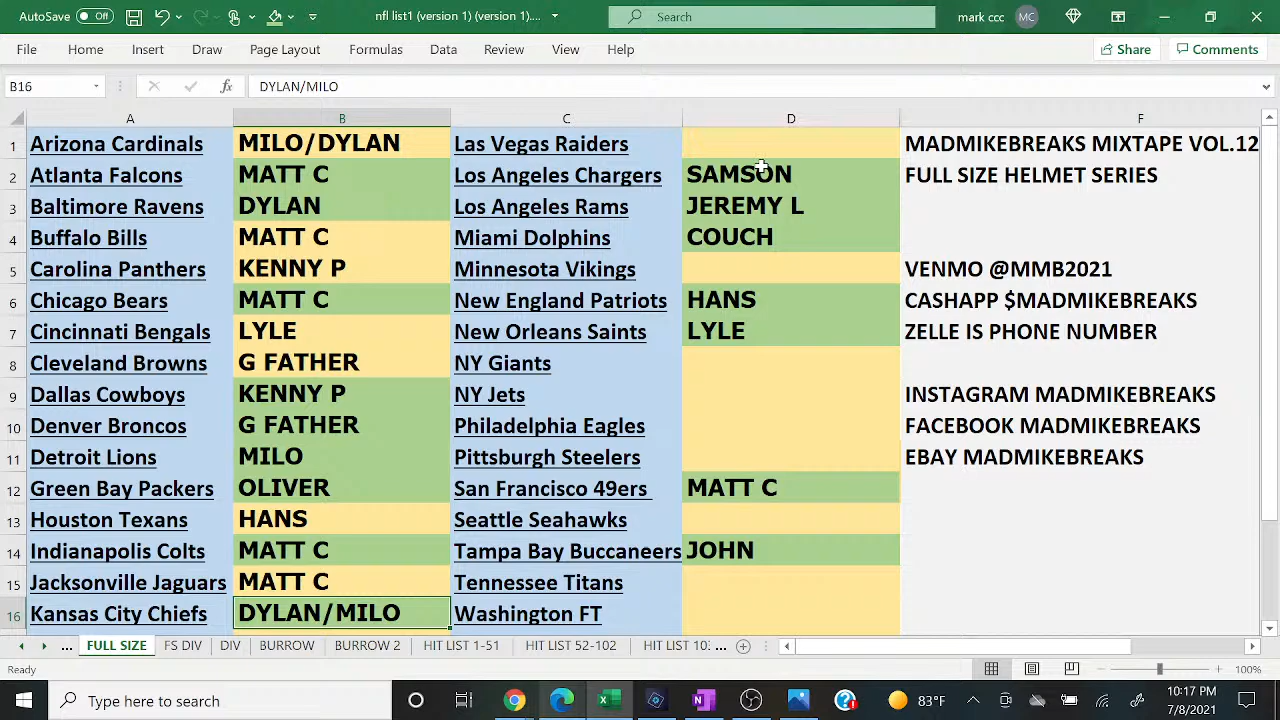 AutoSave Off nfl list1 (version 1) (version 1).... Search mark ccc MC
File Home Insert Draw Page Layout Formulas Data Review View Help Share Comments
B16 fx DYLAN/MILO
A B C D F
1 Arizona Cardinals MILO/DYLAN Las Vegas Raiders MADMIKEBREAKS MIXTAPE VOL.12
2 Atlanta Falcons MATT C Los Angeles Chargers SAMSON FULL SIZE HELMET SERIES
3 Baltimore Ravens DYLAN Los Angeles Rams JEREMY L
4 Buffalo Bills MATT C Miami Dolphins COUCH
5 Carolina Panthers KENNY P Minnesota Vikings VENMO @MMB2021
6 Chicago Bears MATT C New England Patriots HANS CASHAPP $MADMIKEBREAKS
7 Cincinnati Bengals LYLE New Orleans Saints LYLE ZELLE IS PHONE NUMBER
8 Cleveland Browns G FATHER NY Giants
9 Dallas Cowboys KENNY P NY Jets INSTAGRAM MADMIKEBREAKS
10 Denver Broncos G FATHER Philadelphia Eagles FACEBOOK MADMIKEBREAKS
11 Detroit Lions MILO Pittsburgh Steelers EBAY MADMIKEBREAKS
12 Green Bay Packers OLIVER San Francisco 49ers MATT C
13 Houston Texans HANS Seattle Seahawks
14 Indianapolis Colts MATT C Tampa Bay Buccaneers JOHN
15 Jacksonville Jaguars MATT C Tennessee Titans
16 Kansas City Chiefs DYLAN/MILO Washington FT
... FULL SIZE FS DIV DIV BURROW BURROW 2 HIT LIST 1-51 HIT LIST 52-102 HIT LIST 10: ...
Ready 100%
Type here to search 83°F 10:17 PM
7/8/2021